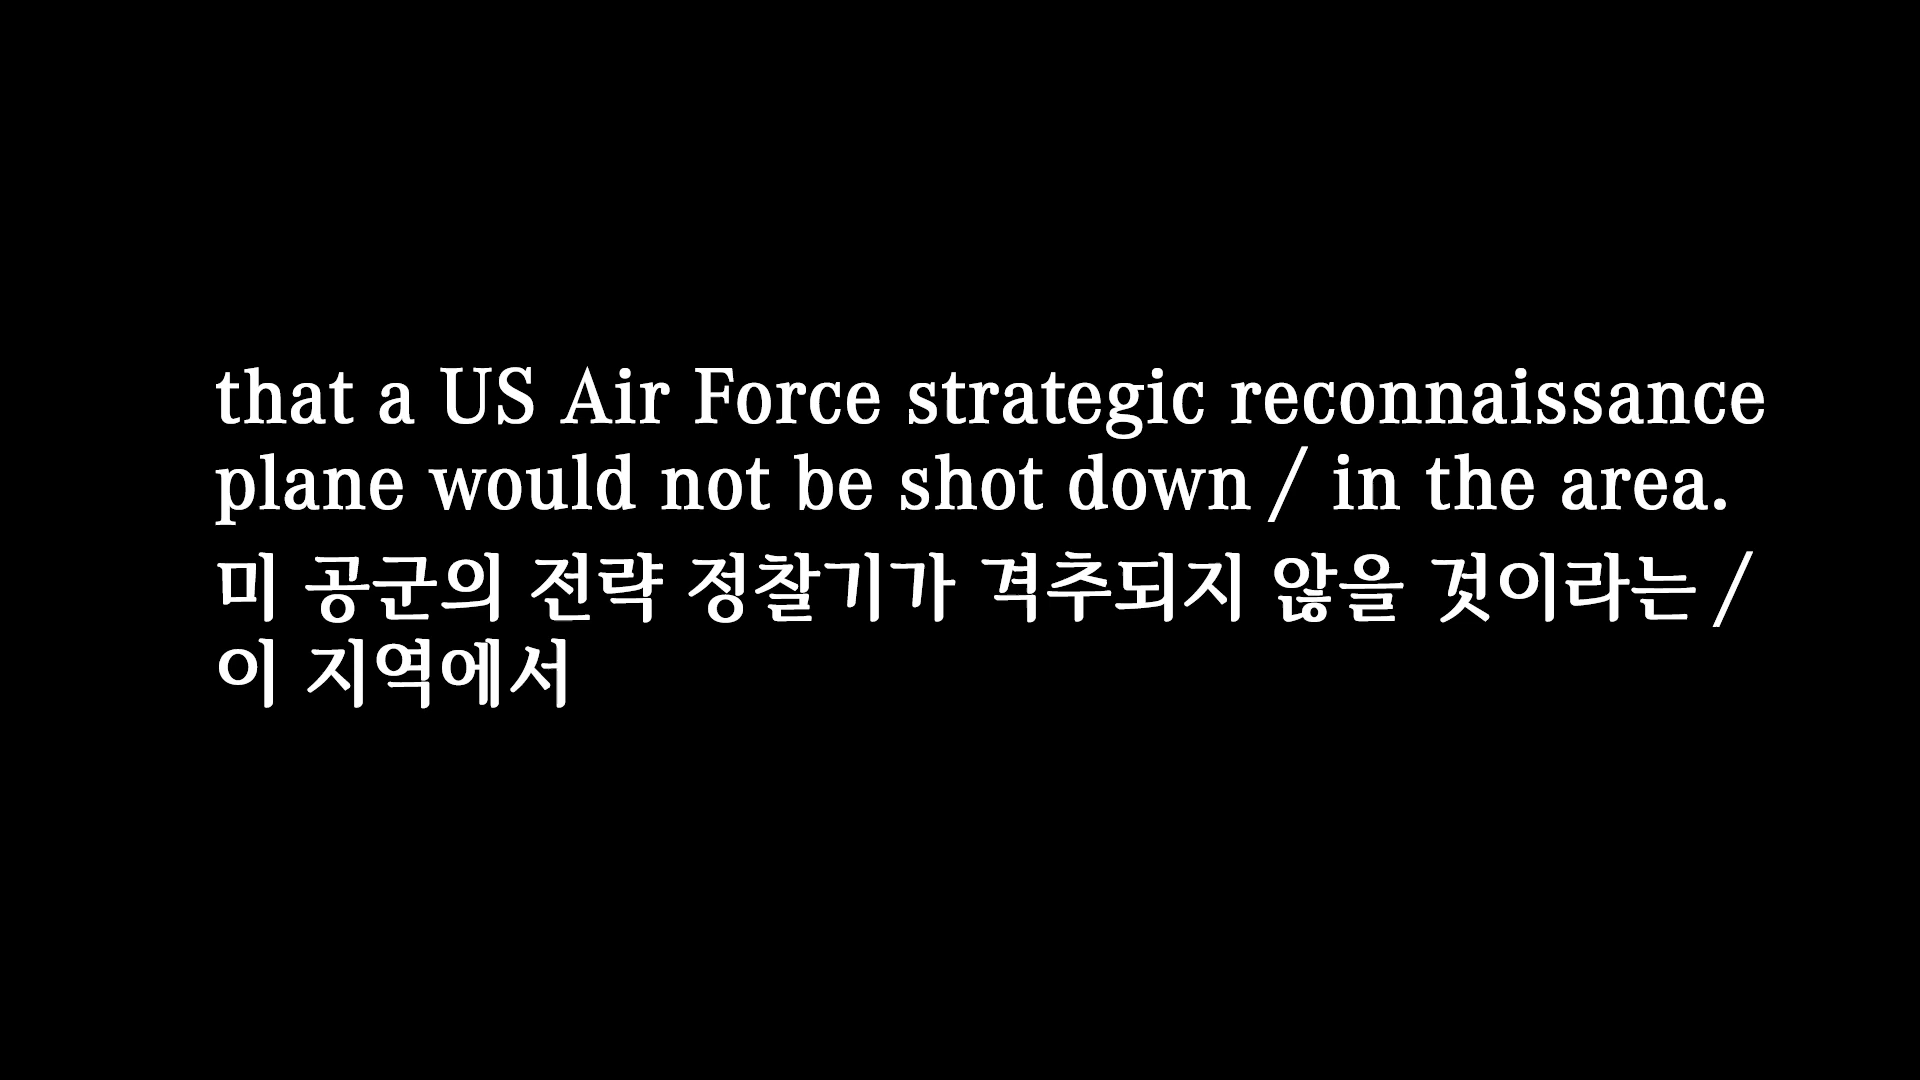 that a US Air Force strategic reconnaissance
plane would not be shot down / in the area.
미 공군의 전략 정찰기가 격추되지 않을 것이라는 /
이 지역에서